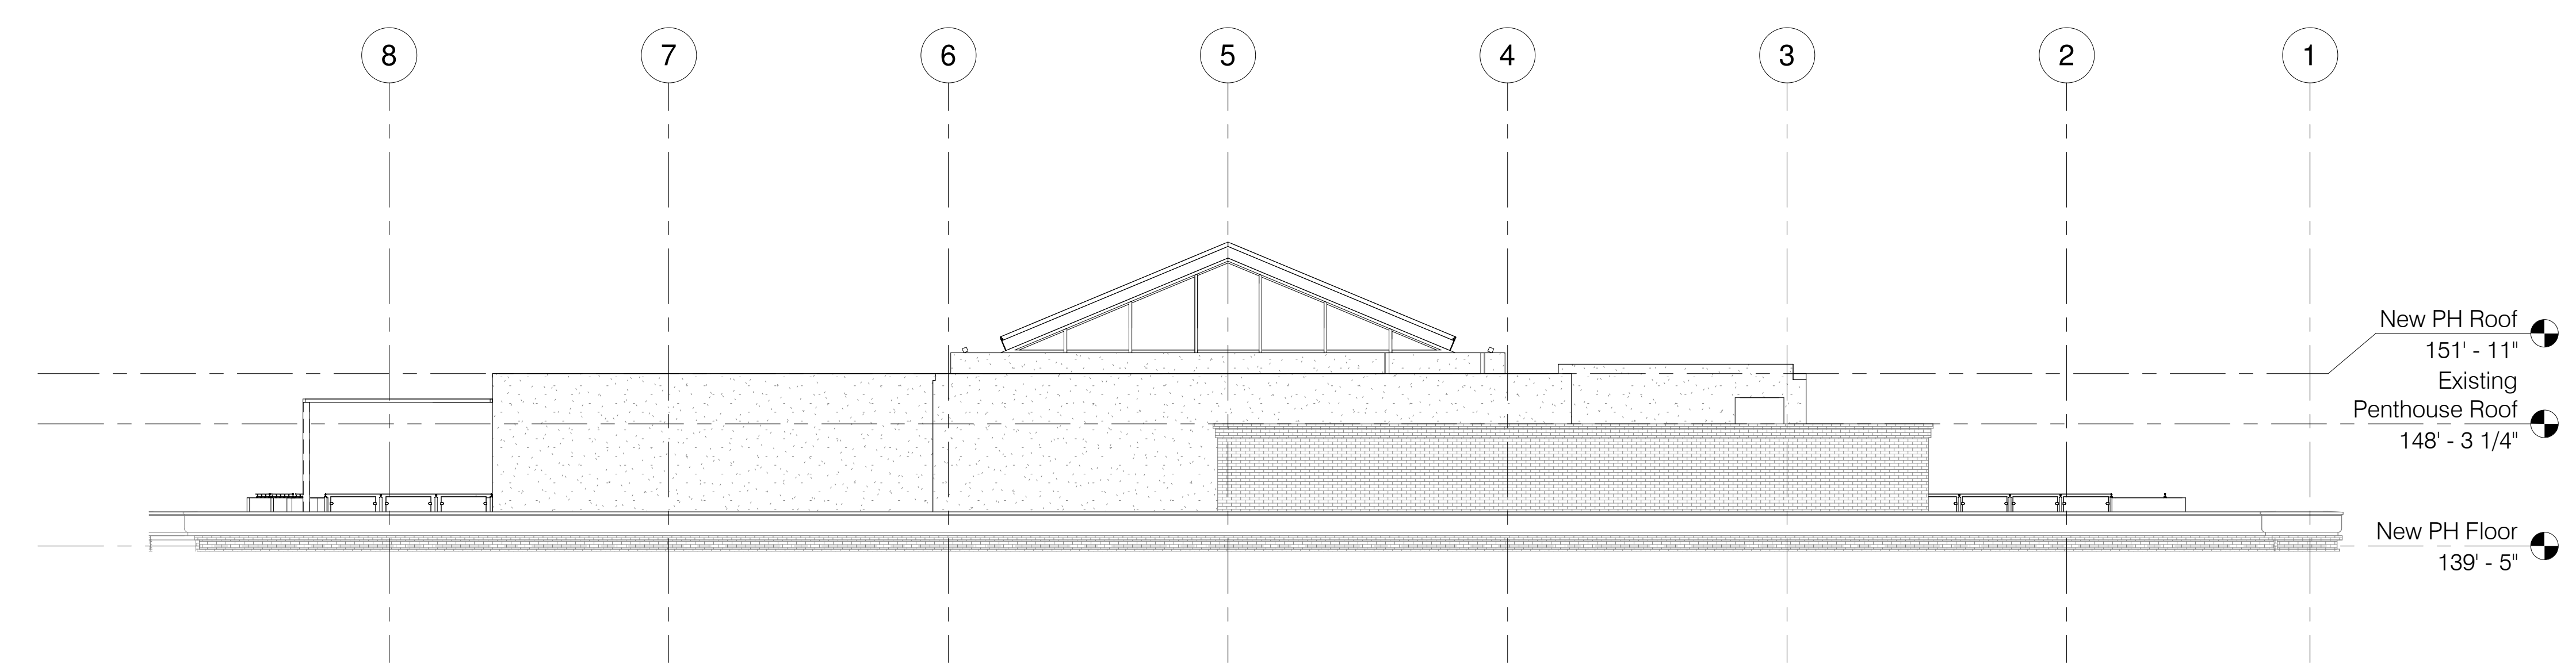 8 7 6 5 4 3 2 1
New PH Roof
151' - 11"
Existing
Penthouse Roof
148' - 3 1/4"
New PH Floor
139' - 5"